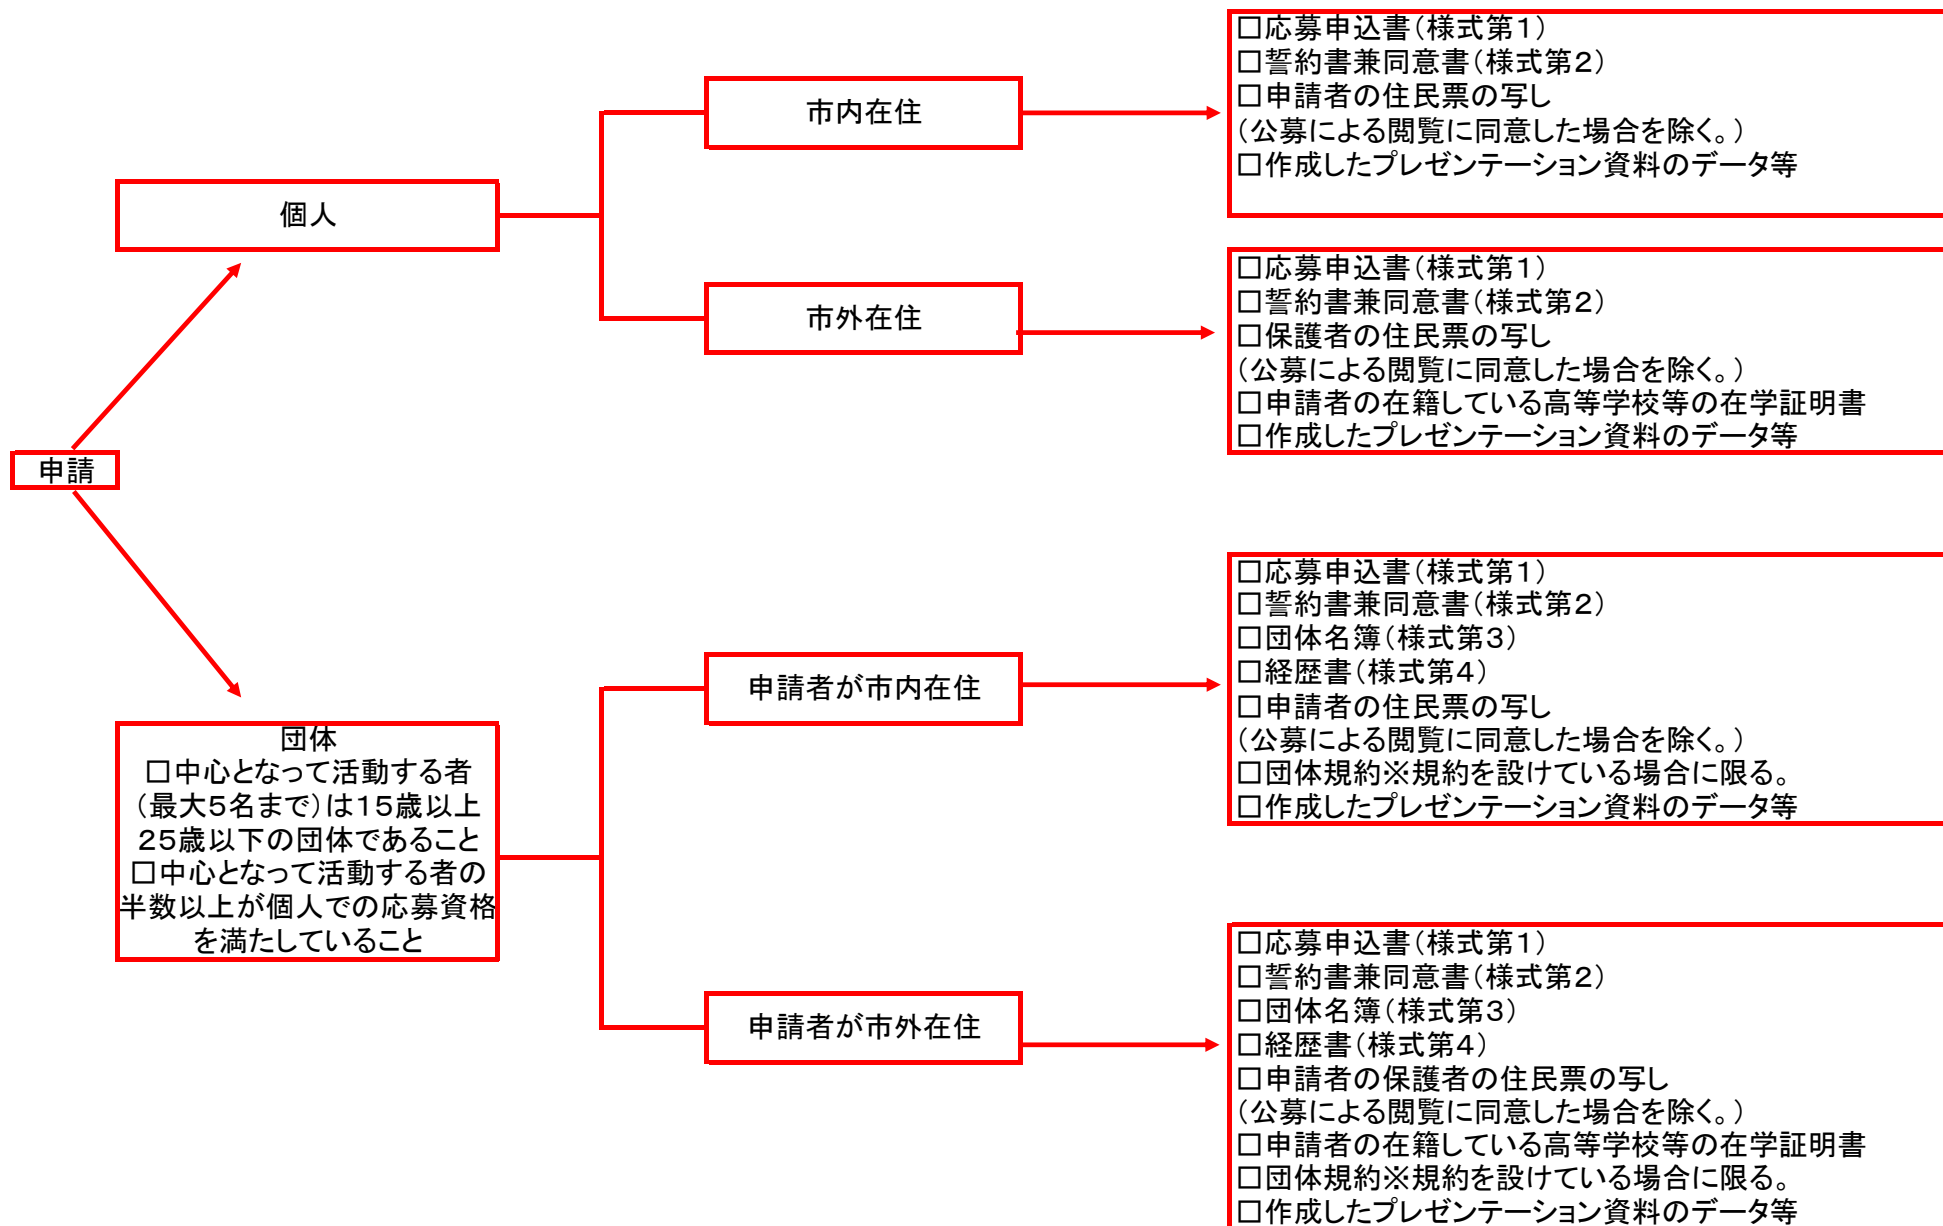 申請
個人
市内在住
□応募申込書(様式第1)
□誓約書兼同意書(様式第2)
□申請者の住民票の写し
(公募による閲覧に同意した場合を除く。)
□作成したプレゼンテーション資料のデータ等
市外在住
□応募申込書(様式第1)
□誓約書兼同意書(様式第2)
□保護者の住民票の写し
(公募による閲覧に同意した場合を除く。)
□申請者の在籍している高等学校等の在学証明書
□作成したプレゼンテーション資料のデータ等
団体
□中心となって活動する者
(最大5名まで)は15歳以上
25歳以下の団体であること
□中心となって活動する者の
半数以上が個人での応募資格
を満たしていること
申請者が市内在住
□応募申込書(様式第1)
□誓約書兼同意書(様式第2)
□団体名簿(様式第3)
□経歴書(様式第4)
□申請者の住民票の写し
(公募による閲覧に同意した場合を除く。)
□団体規約※規約を設けている場合に限る。
□作成したプレゼンテーション資料のデータ等
申請者が市外在住
□応募申込書(様式第1)
□誓約書兼同意書(様式第2)
□団体名簿(様式第3)
□経歴書(様式第4)
□申請者の保護者の住民票の写し
(公募による閲覧に同意した場合を除く。)
□申請者の在籍している高等学校等の在学証明書
□団体規約※規約を設けている場合に限る。
□作成したプレゼンテーション資料のデータ等